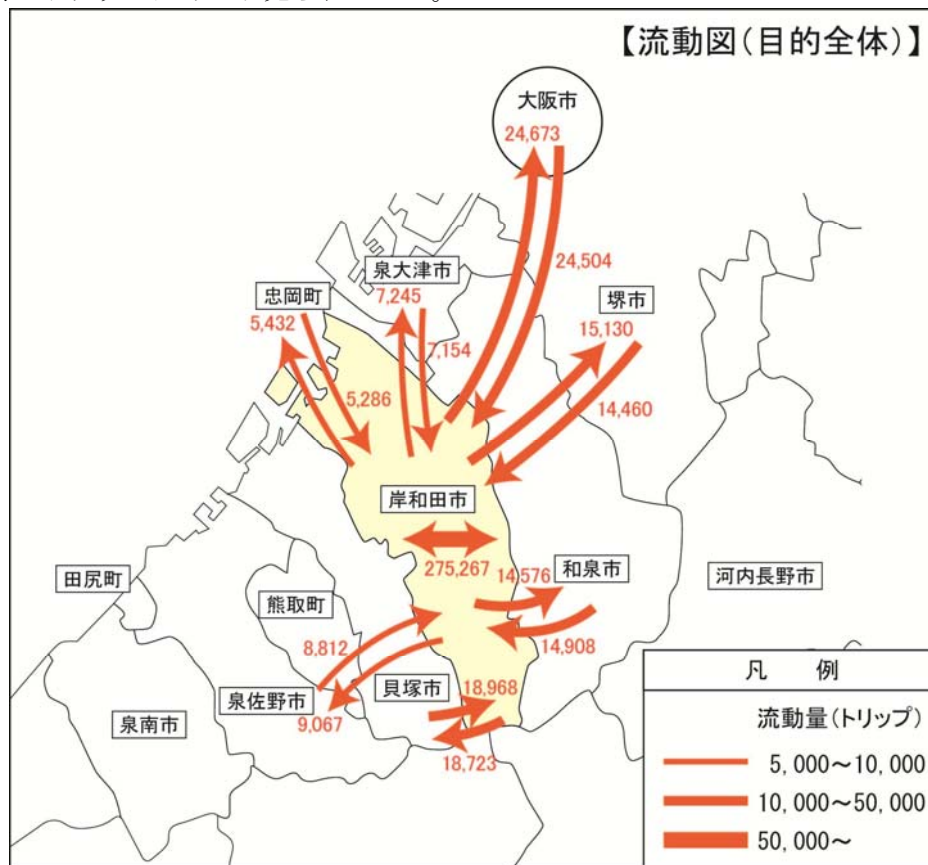 【流動図(目的全体)】
大阪市
24,673
24,504
泉大津市
7,245
7,154
忠岡町
5,432
5,286
堺市
15,130
14,460
岸和田市
275,267
和泉市
14,576
14,908
河内長野市
田尻町
熊取町
8,812
泉佐野市
9,067
貝塚市
18,968
18,723
泉南市
凡 例
流動量(トリップ)
5,000～10,000
10,000～50,000
50,000～